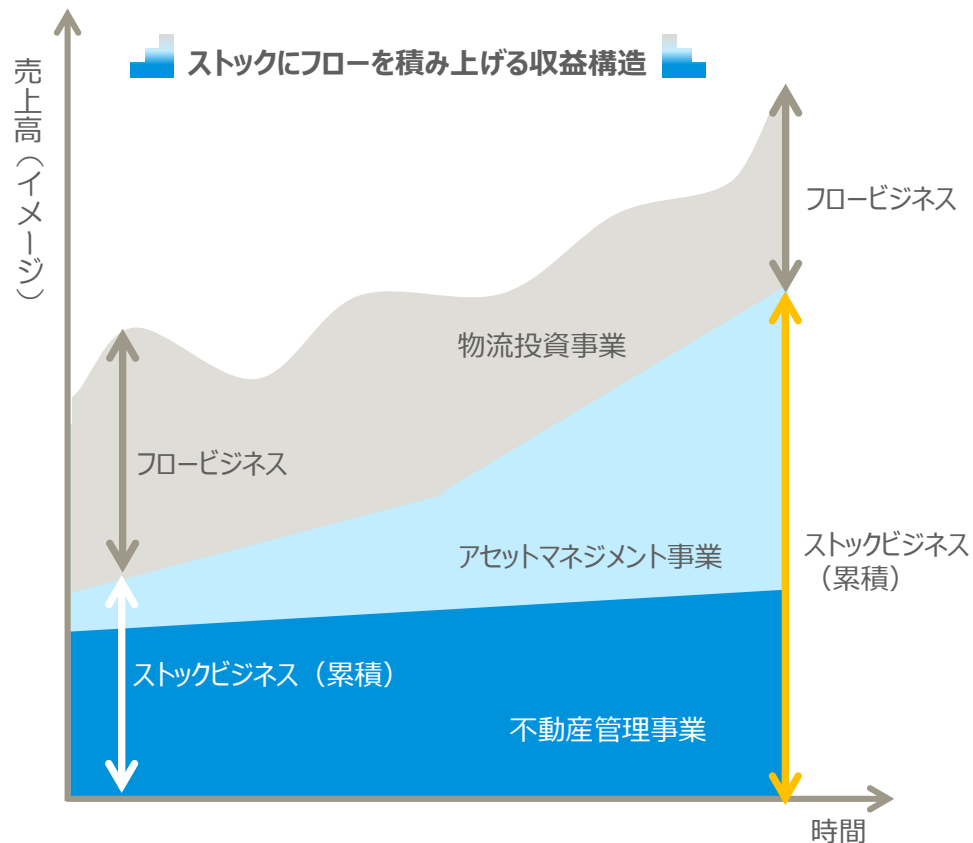 ストックにフローを積み上げる収益構造
売上高（イメージ）
フロービジネス
物流投資事業
フロービジネス
アセットマネジメント事業
ストックビジネス
（累積）
ストックビジネス（累積）
不動産管理事業
時間